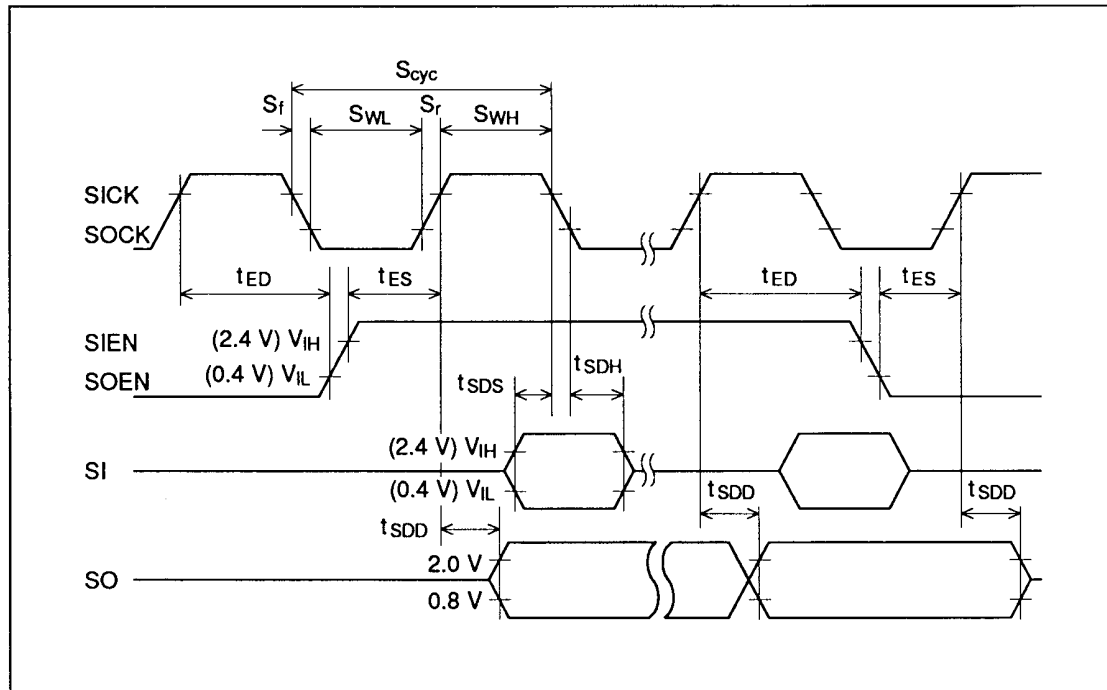 Scyc
Sf SWL Sr SWH
SICK
SOCK
tED tES tED tES
SIEN (2.4 V) VIH
SOEN (0.4 V) VIL
tSDS tSDH
(2.4 V) VIH
SI
(0.4 V) VIL
tSDD tSDD tSDD
2.0 V
SO
0.8 V